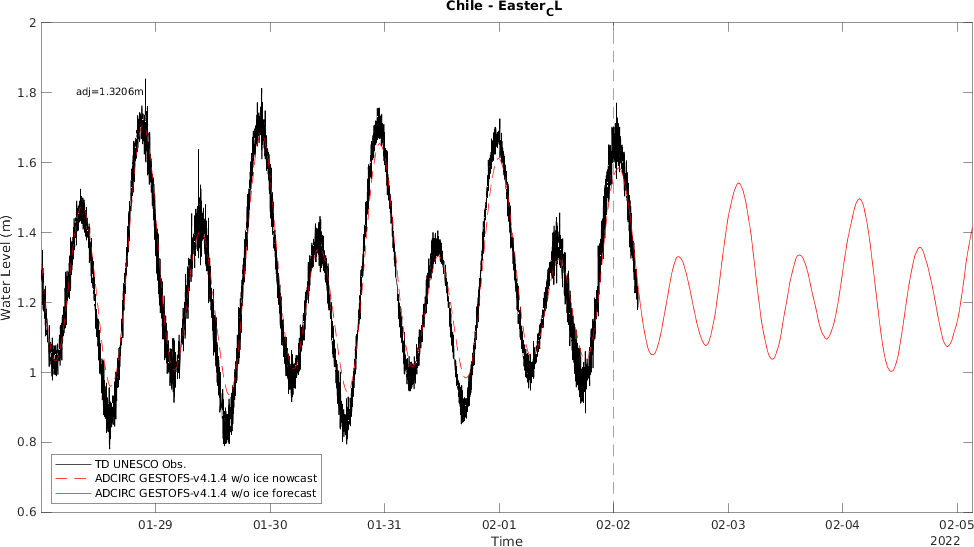 Chile - Easter_CL
2
1.8
1.6
1.4
1.2
1
0.8
0.6
adj=1.3206m
Water Level (m)
TD UNESCO Obs.
ADCIRC GESTOFS-v4.1.4 w/o ice nowcast
ADCIRC GESTOFS-v4.1.4 w/o ice forecast
01-29 01-30 01-31 02-01 02-02 02-03 02-04 02-05
Time
2022